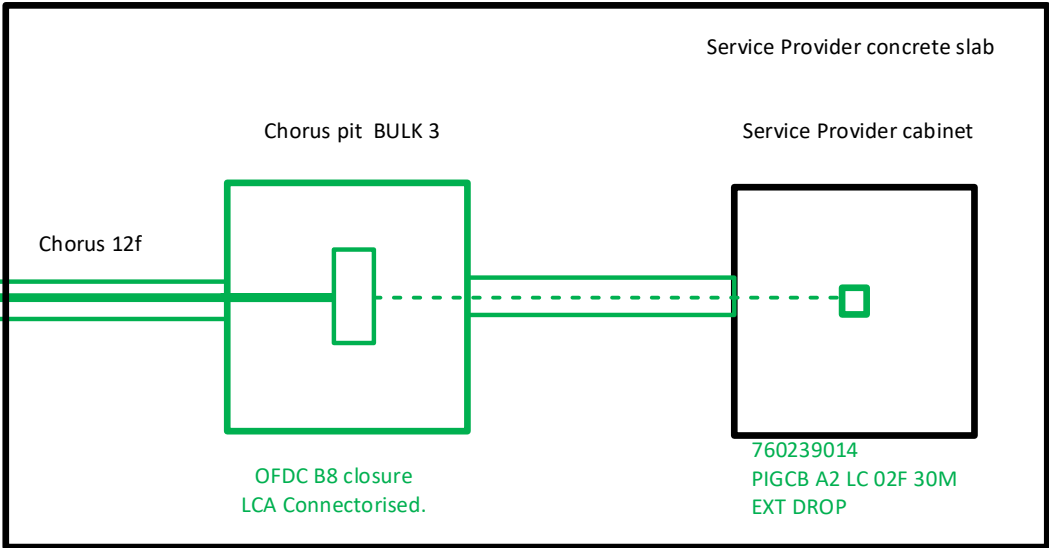 Service Provider concrete slab
Chorus pit  BULK 3
Service Provider cabinet
Chorus 12f
OFDC B8 closure
LCA Connectorised.
760239014
PIGCB A2 LC 02F 30M
EXT DROP